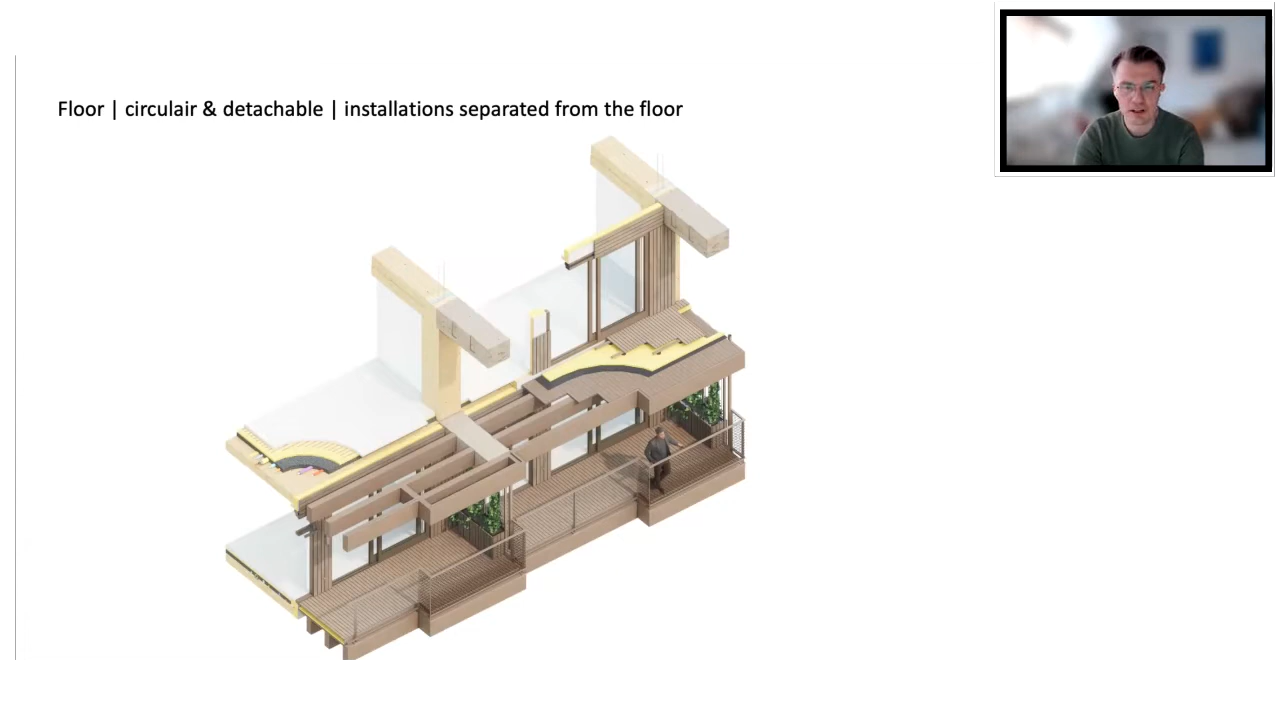 Floor | circulair & detachable | installations separated from the floor